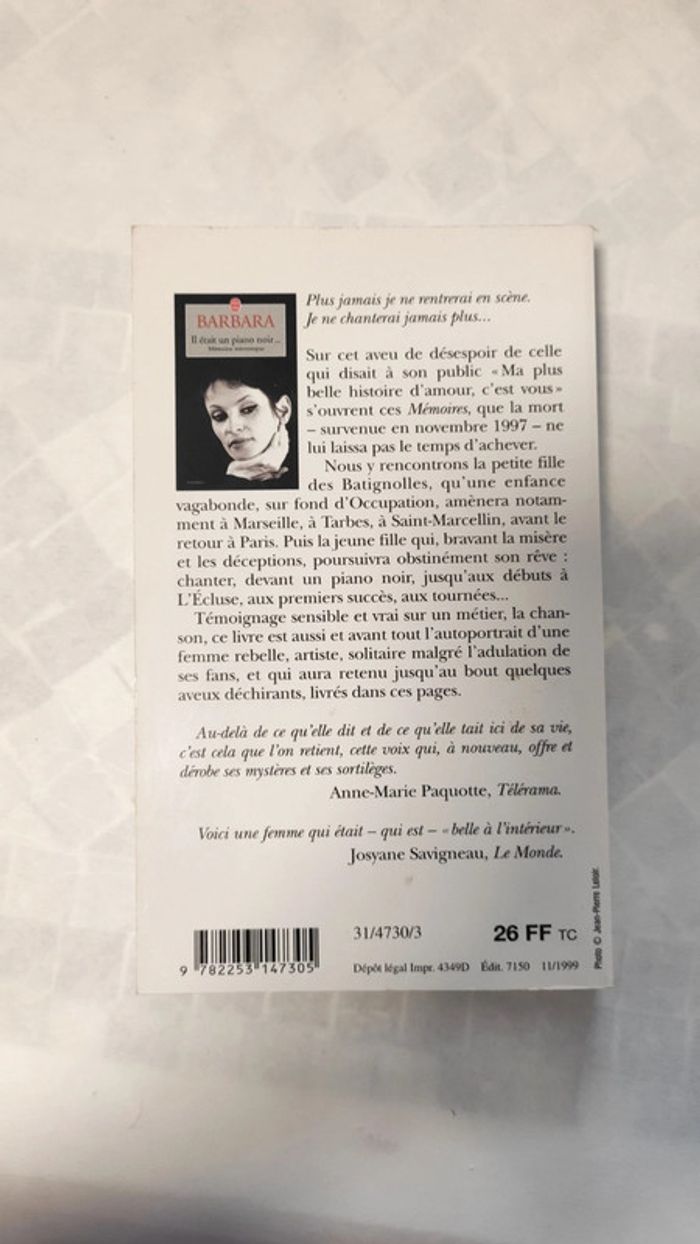 BARBARA
Il était un piano noir...
Mémoires interrompus
Plus jamais je ne rentrerai en scène.
Je ne chanterai jamais plus...
Sur cet aveu de désespoir de celle
qui disait à son public « Ma plus
belle histoire d'amour, c'est vous »
s'ouvrent ces Mémoires, que la mort
– survenue en novembre 1997 – ne
lui laissa pas le temps d'achever.
Nous y rencontrons la petite fille
des Batignolles, qu'une enfance
vagabonde, sur fond d'Occupation, amènera notam-
ment à Marseille, à Tarbes, à Saint-Marcellin, avant le
retour à Paris. Puis la jeune fille qui, bravant la misère
et les déceptions, poursuivra obstinément son rêve :
chanter, devant un piano noir, jusqu'aux débuts à
L'Écluse, aux premiers succès, aux tournées...
Témoignage sensible et vrai sur un métier, la chan-
son, ce livre est aussi et avant tout l'autoportrait d'une
femme rebelle, artiste, solitaire malgré l'adulation de
ses fans, et qui aura retenu jusqu'au bout quelques
aveux déchirants, livrés dans ces pages.
Au-delà de ce qu'elle dit et de ce qu'elle tait ici de sa vie,
c'est cela que l'on retient, cette voix qui, à nouveau, offre et
dérobe ses mystères et ses sortilèges.
Anne-Marie Paquotte, Télérama.
Voici une femme qui était – qui est – « belle à l'intérieur ».
Josyane Savigneau, Le Monde.
Photo © Jean-Pierre Leloir.
31/4730/3
26 FF TC
9 782253 147305
Dépôt légal Impr. 4349D Édit. 7150 11/1999